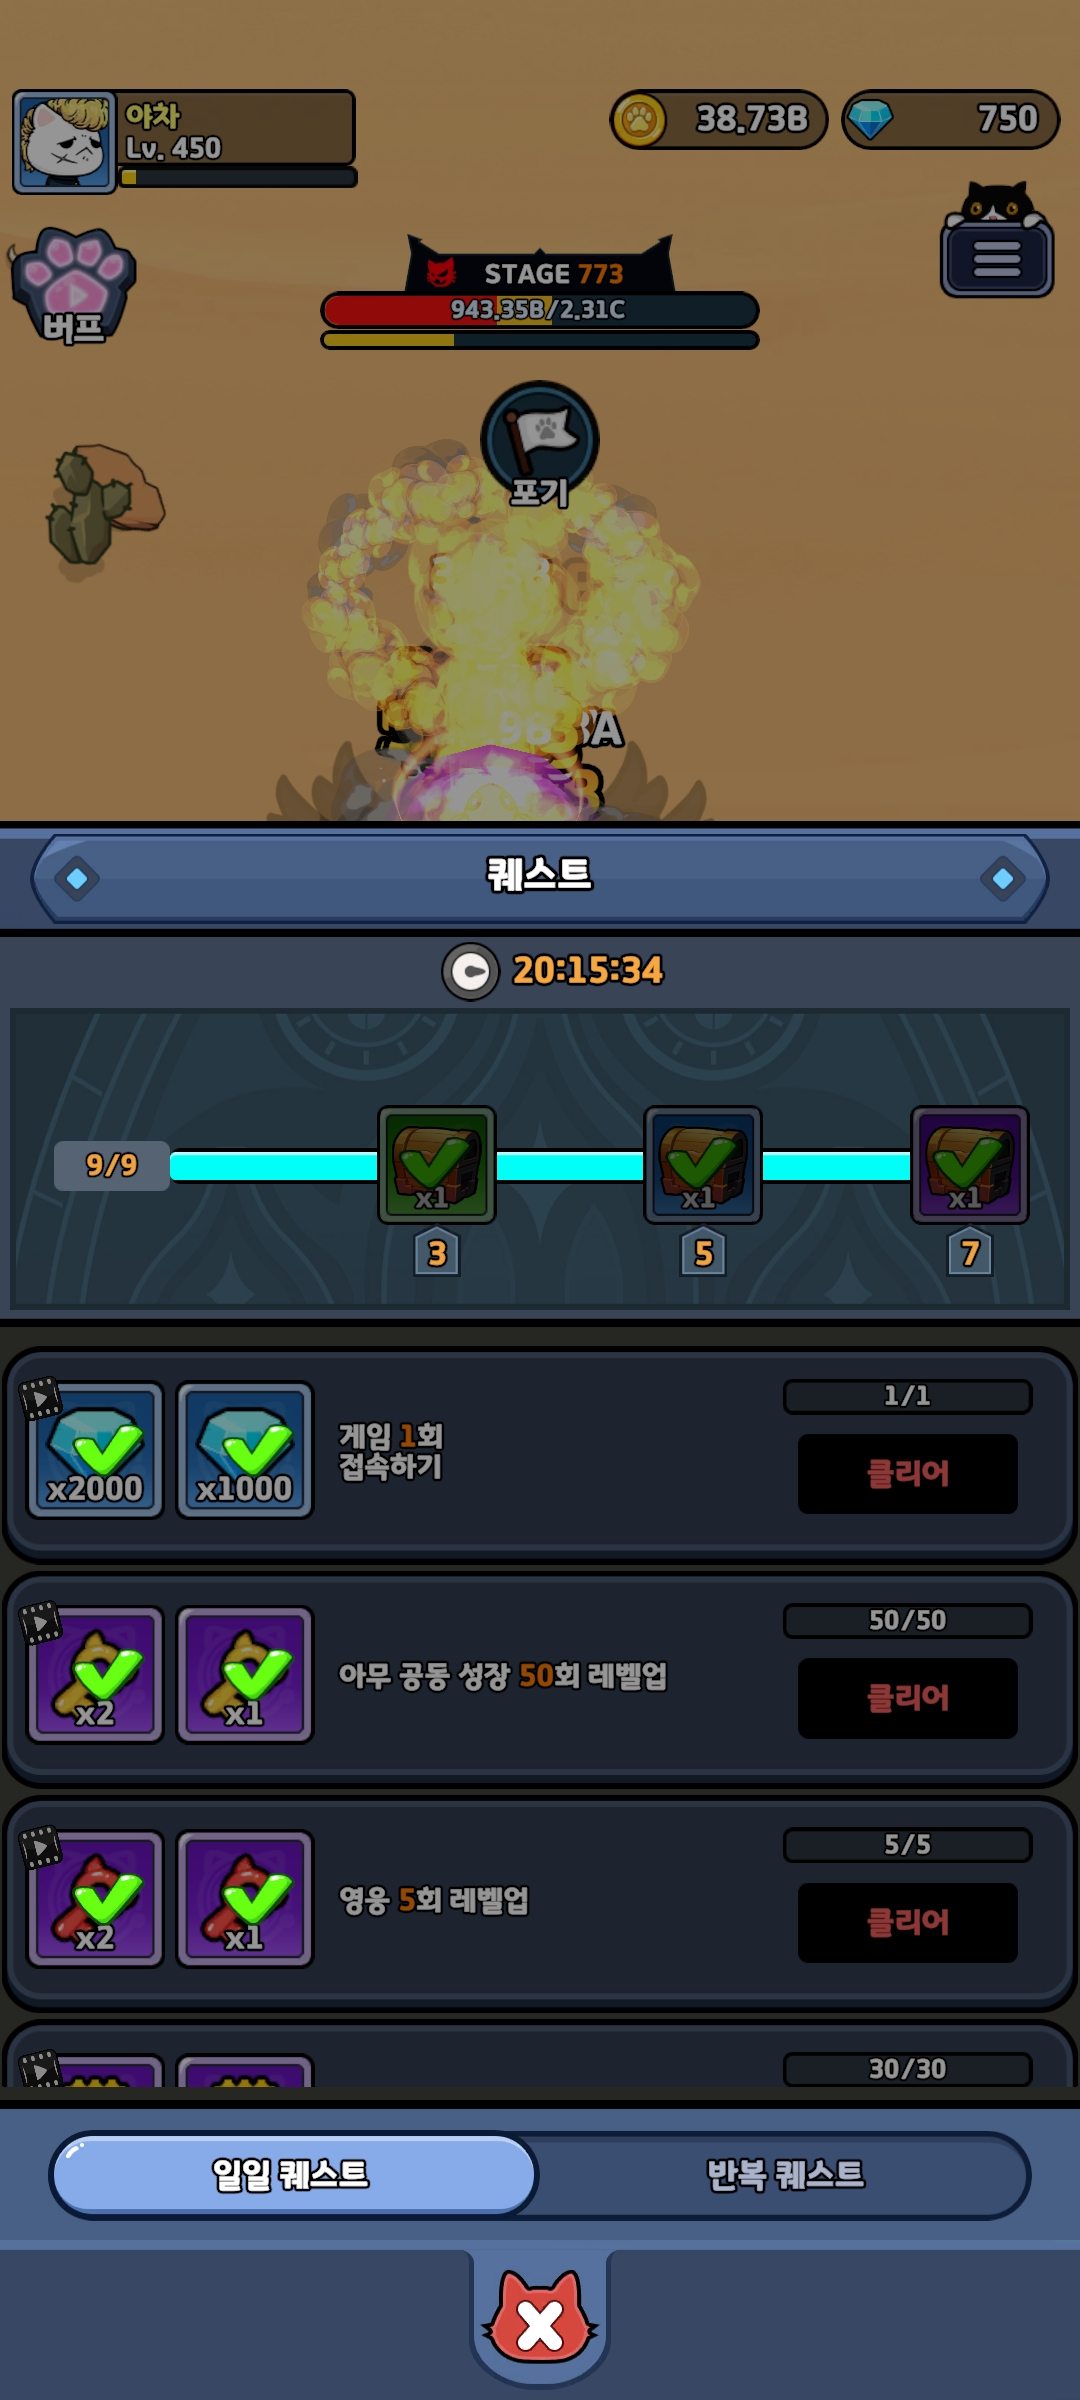 야차
Lv. 450
38.73B
750
버프
STAGE 773
943.35B/2.31C
포기
퀘스트
20:15:34
9/9
x1
x1
x1
3
5
7
x2000
x1000
게임 1회
접속하기
1/1
클리어
x2
x1
아무 공동 성장 50회 레벨업
50/50
클리어
x2
x1
영웅 5회 레벨업
5/5
클리어
30/30
일일 퀘스트
반복 퀘스트